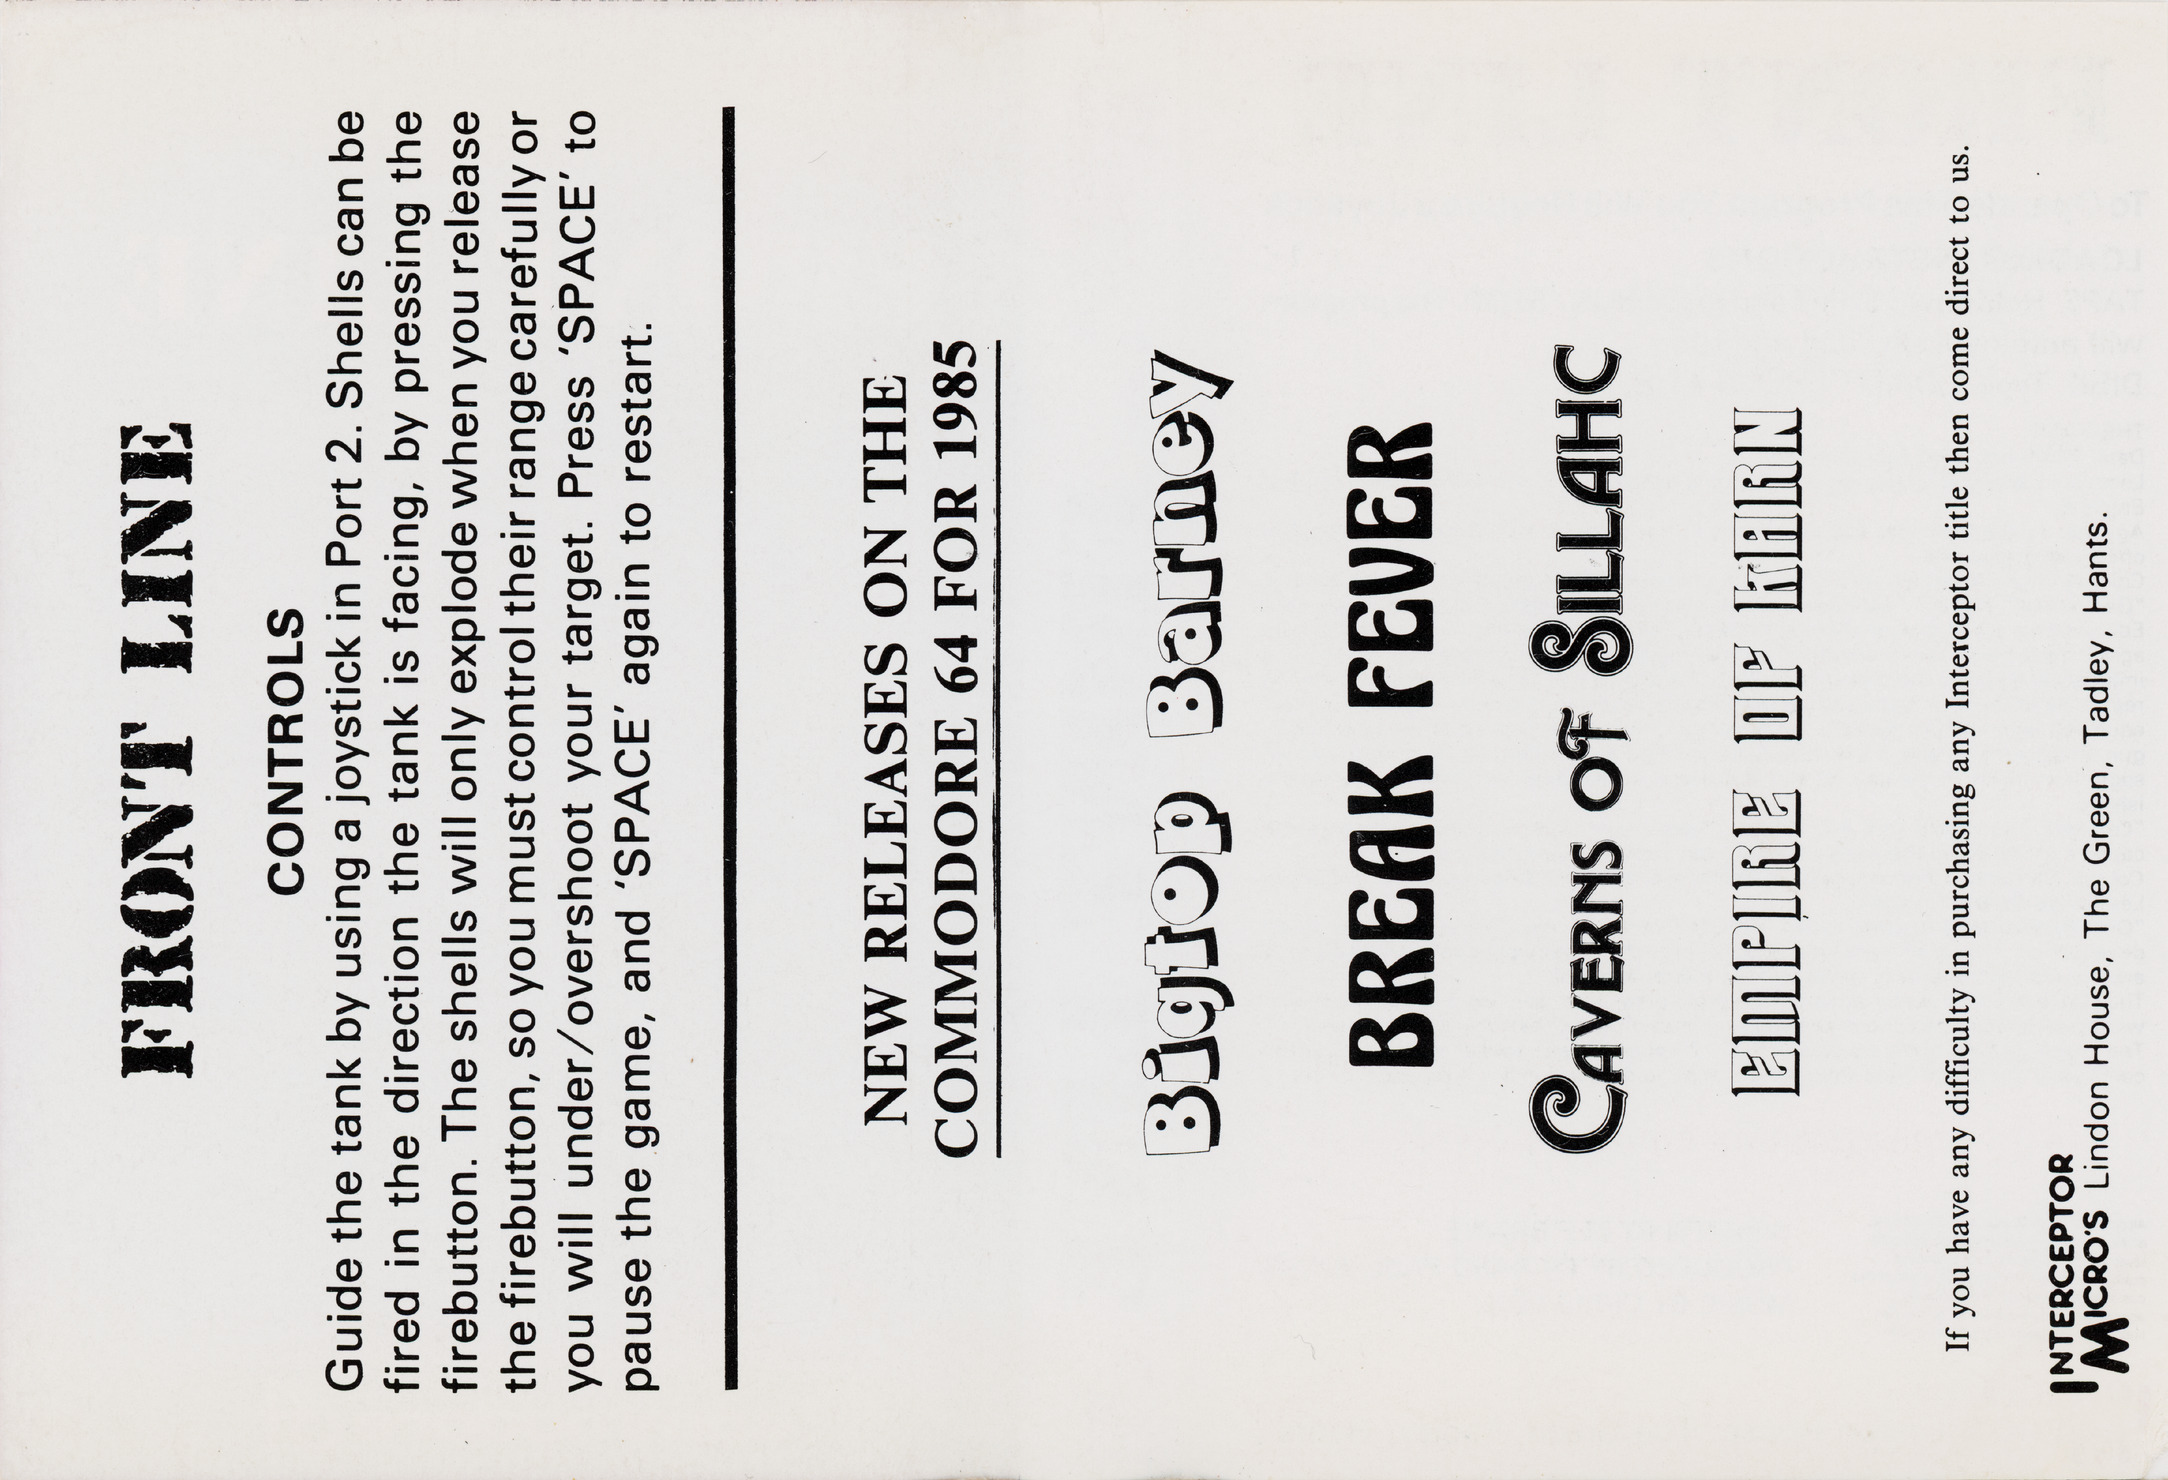 FRONT LINE
CONTROLS
Guide the tank by using a joystick in Port 2. Shells can be
fired in the direction the tank is facing, by pressing the
firebutton. The shells will only explode when you release
the firebutton, so you must control their range carefully or
you will under/overshoot your target. Press 'SPACE' to
pause the game, and 'SPACE' again to restart.
NEW RELEASES ON THE
COMMODORE 64 FOR 1985
Bigtop Barney
BREAK FEVER
CAVERNS OF SILLAHC
EMPIRE OF KARN
If you have any difficulty in purchasing any Interceptor title then come direct to us.
INTERCEPTOR
MICRO'S Lindon House, The Green, Tadley, Hants.